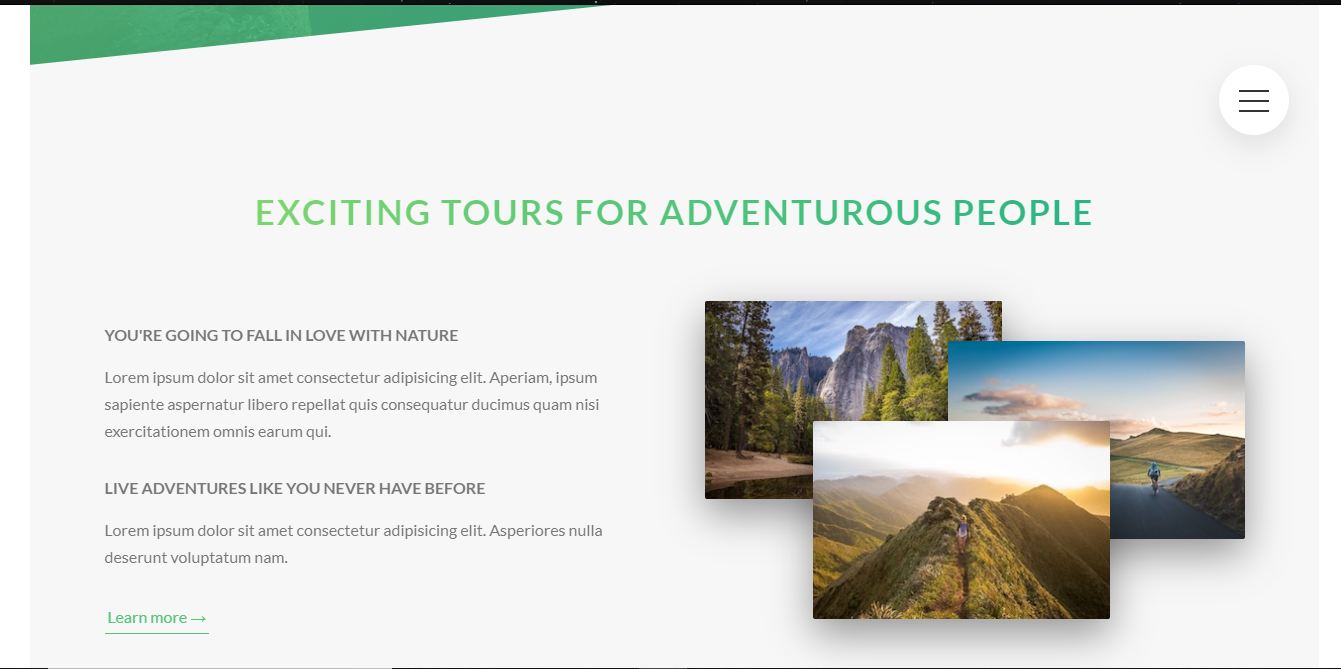 EXCITING TOURS FOR ADVENTUROUS PEOPLE
YOU'RE GOING TO FALL IN LOVE WITH NATURE
Lorem ipsum dolor sit amet consectetur adipisicing elit. Aperiam, ipsum
sapiente aspernatur libero repellat quis consequatur ducimus quam nisi
exercitationem omnis earum qui.
LIVE ADVENTURES LIKE YOU NEVER HAVE BEFORE
Lorem ipsum dolor sit amet consectetur adipisicing elit. Asperiores nulla
deserunt voluptatum nam.
Learn more →